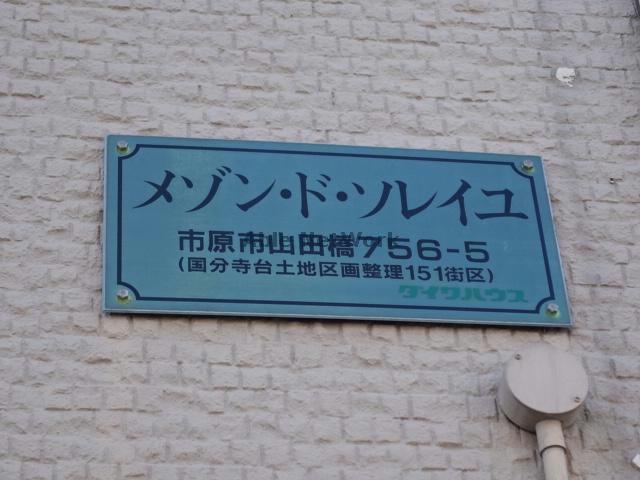 メゾン・ド・ソレイユ
市原市山田橋756-5
(国分寺台土地区画整理151街区)
ダイワハウス